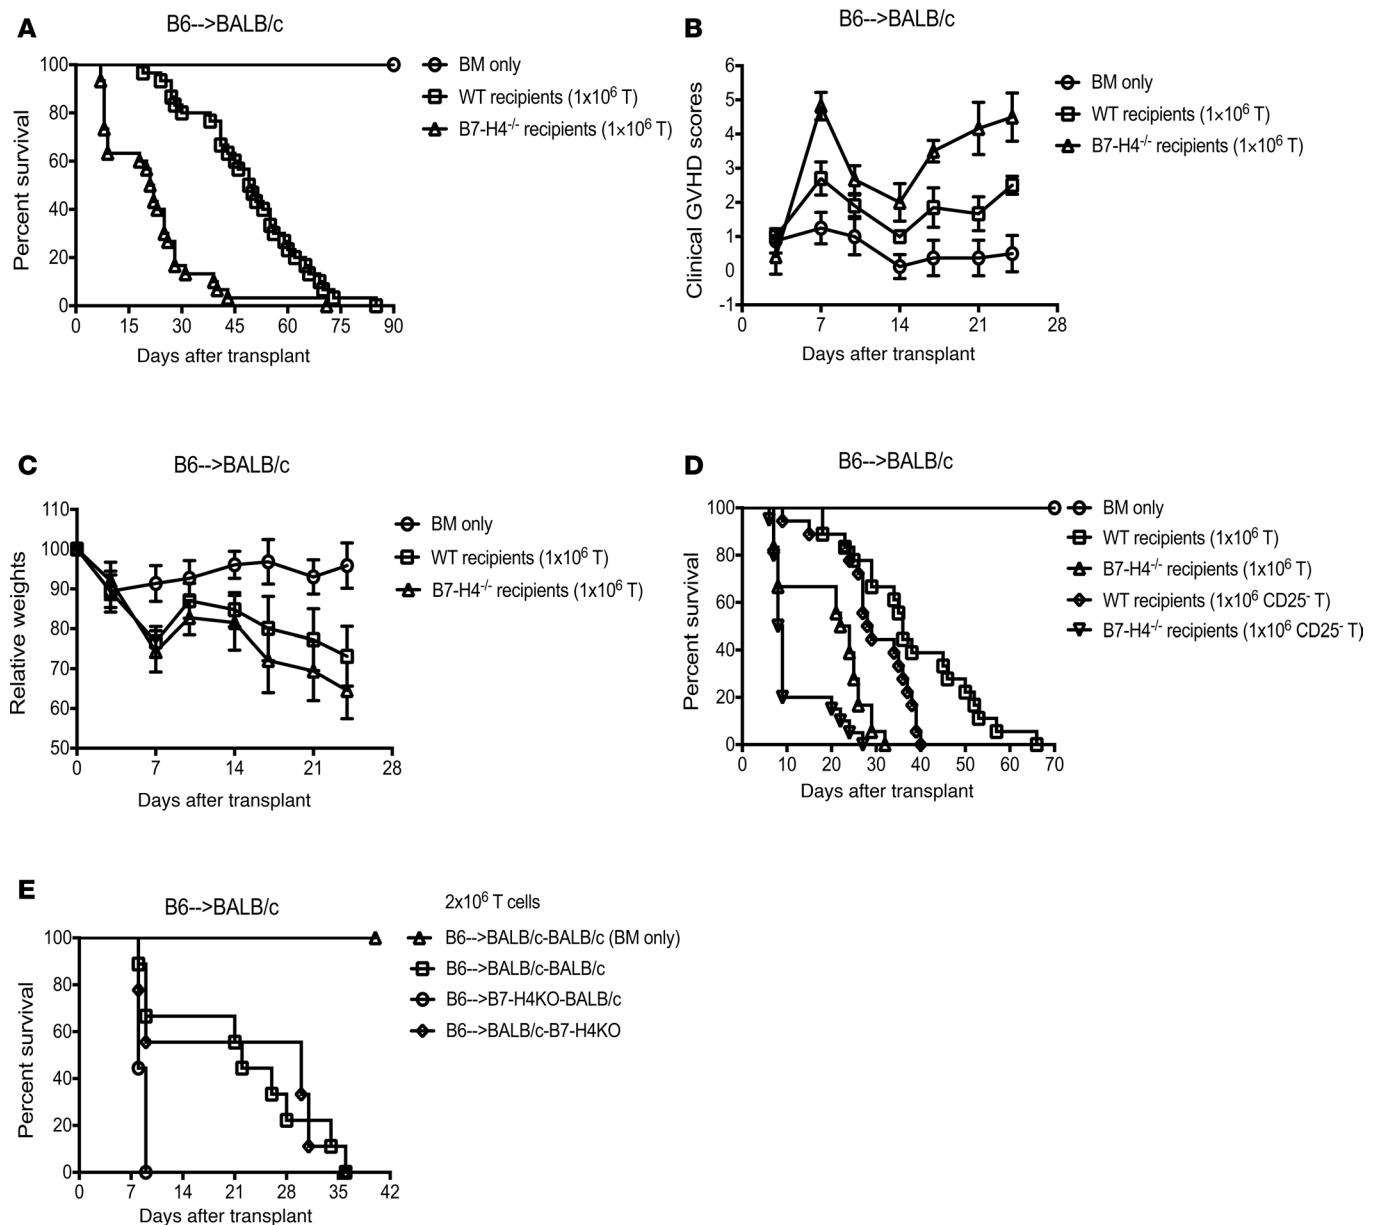 A
B6-->BALB/c
100
80
60
40
20
0
Percent survival
0 15 30 45 60 75 90
Days after transplant
BM only
WT recipients (1x10⁶ T)
B7-H4⁻/⁻ recipients (1×10⁶ T)
B
B6-->BALB/c
6
5
4
3
2
1
0
-1
Clinical GVHD scores
0 7 14 21 28
Days after transplant
BM only
WT recipients (1×10⁶ T)
B7-H4⁻/⁻ recipients (1×10⁶ T)
C
B6-->BALB/c
110
100
90
80
70
60
50
Relative weights
0 7 14 21 28
Days after transplant
BM only
WT recipients (1x10⁶ T)
B7-H4⁻/⁻ recipients (1x10⁶ T)
D
B6-->BALB/c
100
80
60
40
20
0
Percent survival
0 10 20 30 40 50 60 70
Days after transplant
BM only
WT recipients (1x10⁶ T)
B7-H4⁻/⁻ recipients (1x10⁶ T)
WT recipients (1x10⁶ CD25⁻ T)
B7-H4⁻/⁻ recipients (1x10⁶ CD25⁻ T)
E
B6-->BALB/c
100
80
60
40
20
0
Percent survival
0 7 14 21 28 35 42
Days after transplant
2x10⁶ T cells
B6-->BALB/c-BALB/c (BM only)
B6-->BALB/c-BALB/c
B6-->B7-H4KO-BALB/c
B6-->BALB/c-B7-H4KO